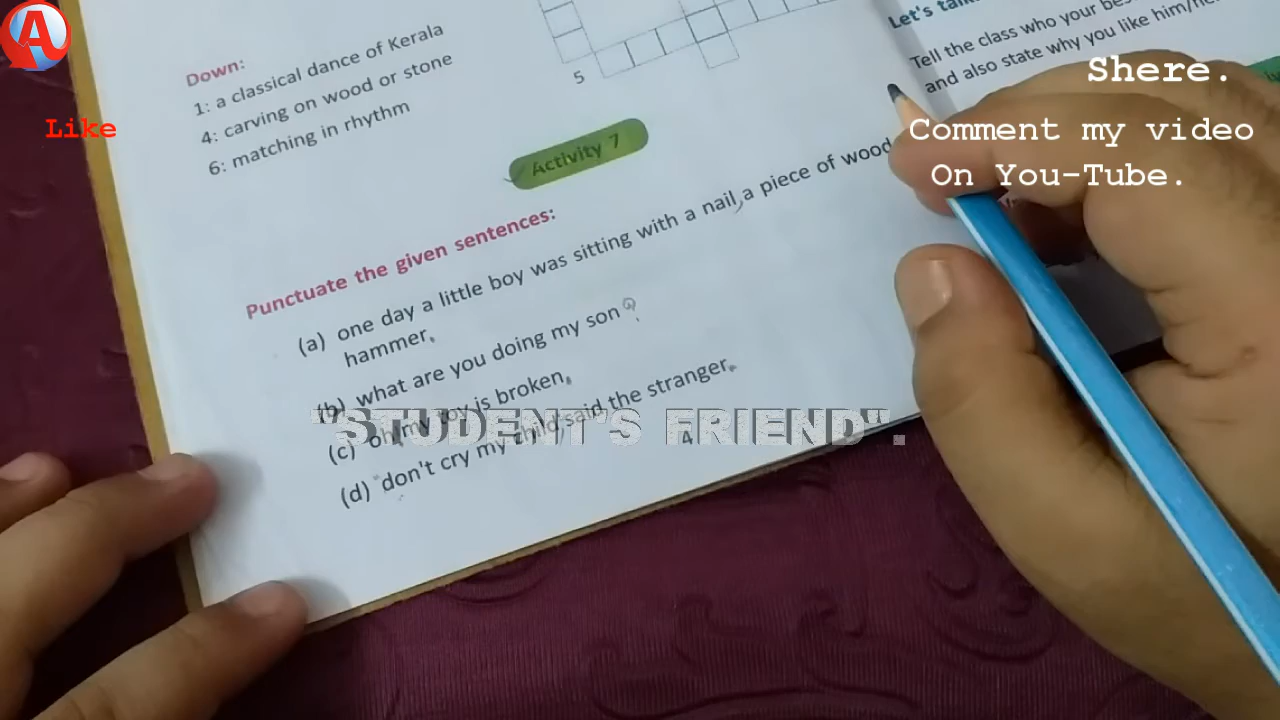 A
Like
Down:
1: a classical dance of Kerala
4: carving on wood or stone
6: matching in rhythm
5
Activity 7
Punctuate the given sentences:
(a) one day a little boy was sitting with a nail, a piece of wood
hammer.
(b) what are you doing my son?
(c) oh! my toy is broken.
(d) don't cry my child, said the stranger.
4
Let's talk
Tell the class who your best
and also state why you like him/her
Shere.
Comment my video
On You-Tube.
"STUDENT'S FRIEND".